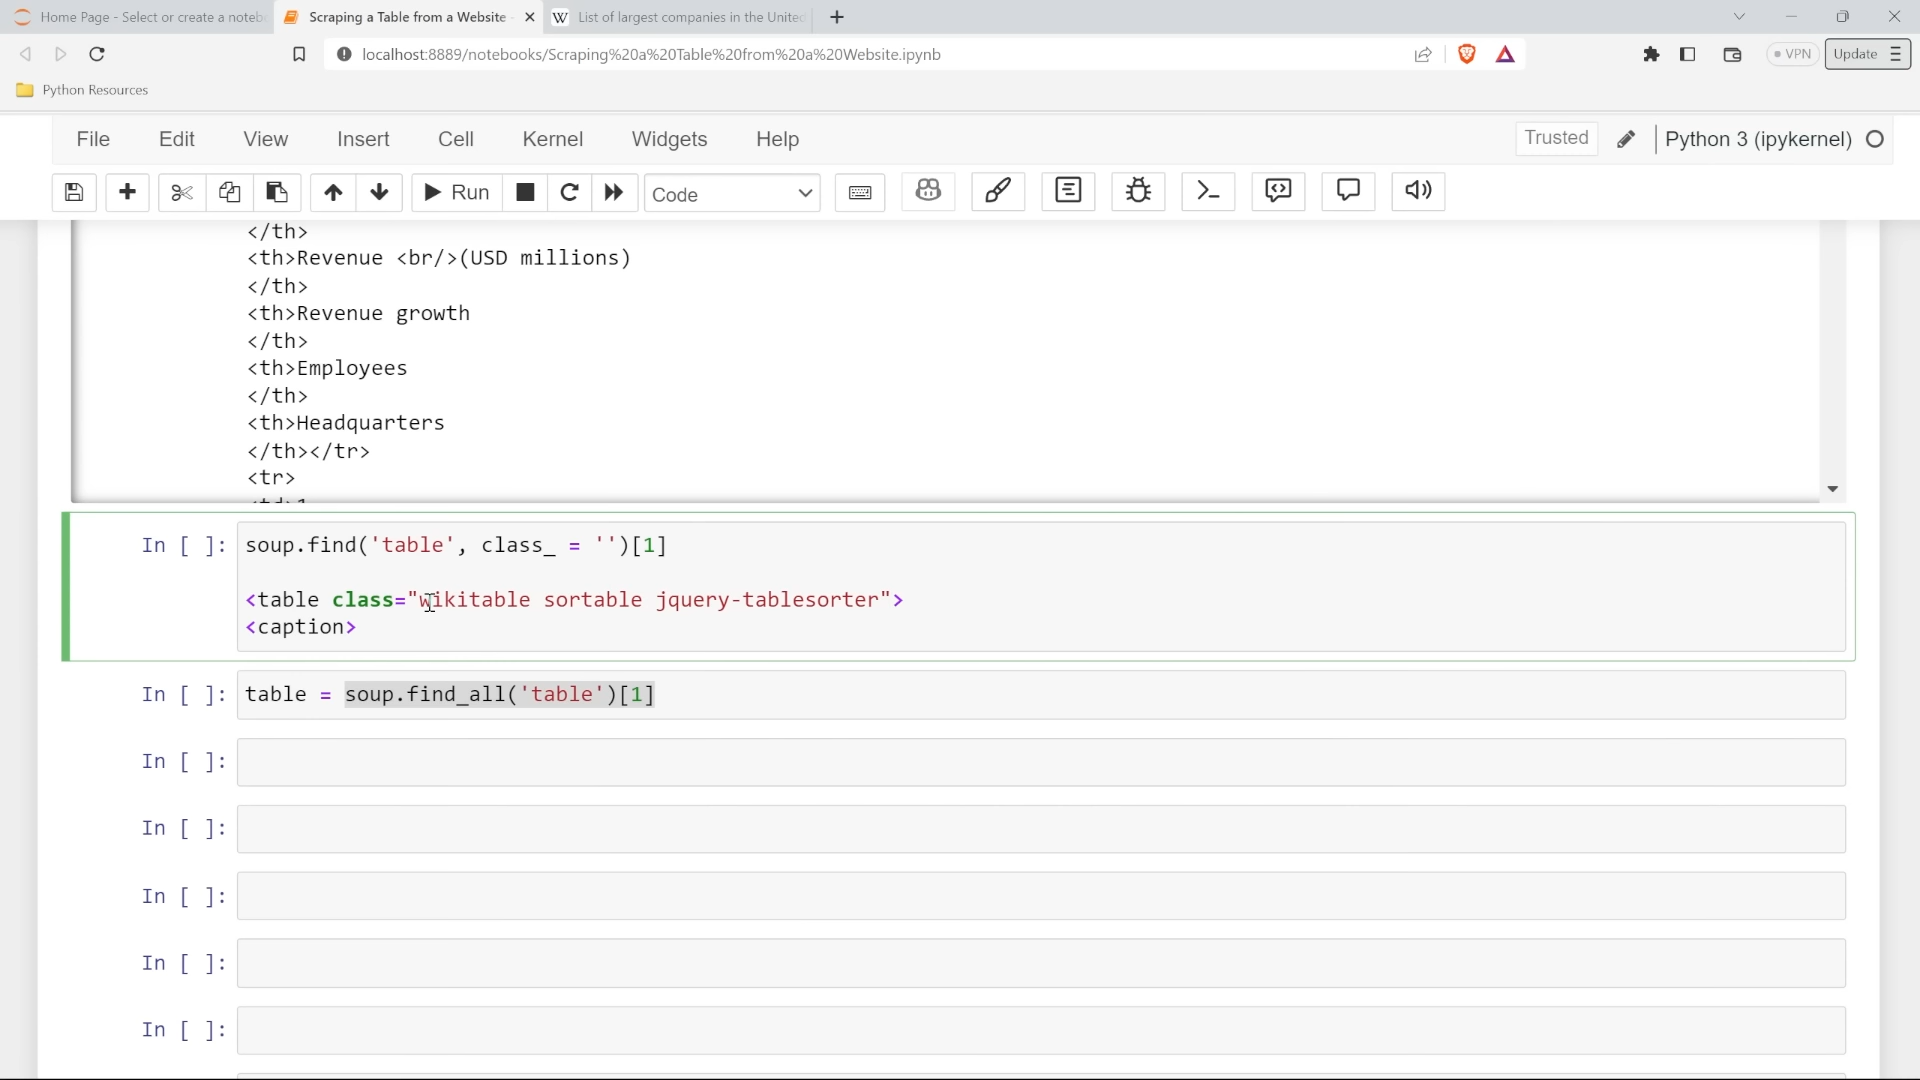 Home Page - Select or create a noteb
Scraping a Table from a Website -
W List of largest companies in the United
localhost:8889/notebooks/Scraping%20a%20Table%20from%20a%20Website.ipynb
VPN
Update
Python Resources
File Edit View Insert Cell Kernel Widgets Help
Trusted
Python 3 (ipykernel)
Run
Code
</th>
<th>Revenue <br/>(USD millions)
</th>
<th>Revenue growth
</th>
<th>Employees
</th>
<th>Headquarters
</th></tr>
<tr>
<td>1
In [ ]: soup.find('table', class_ = '')[1]
<table class="wikitable sortable jquery-tablesorter">
<caption>
In [ ]: table = soup.find_all('table')[1]
In [ ]:
In [ ]:
In [ ]:
In [ ]:
In [ ]: